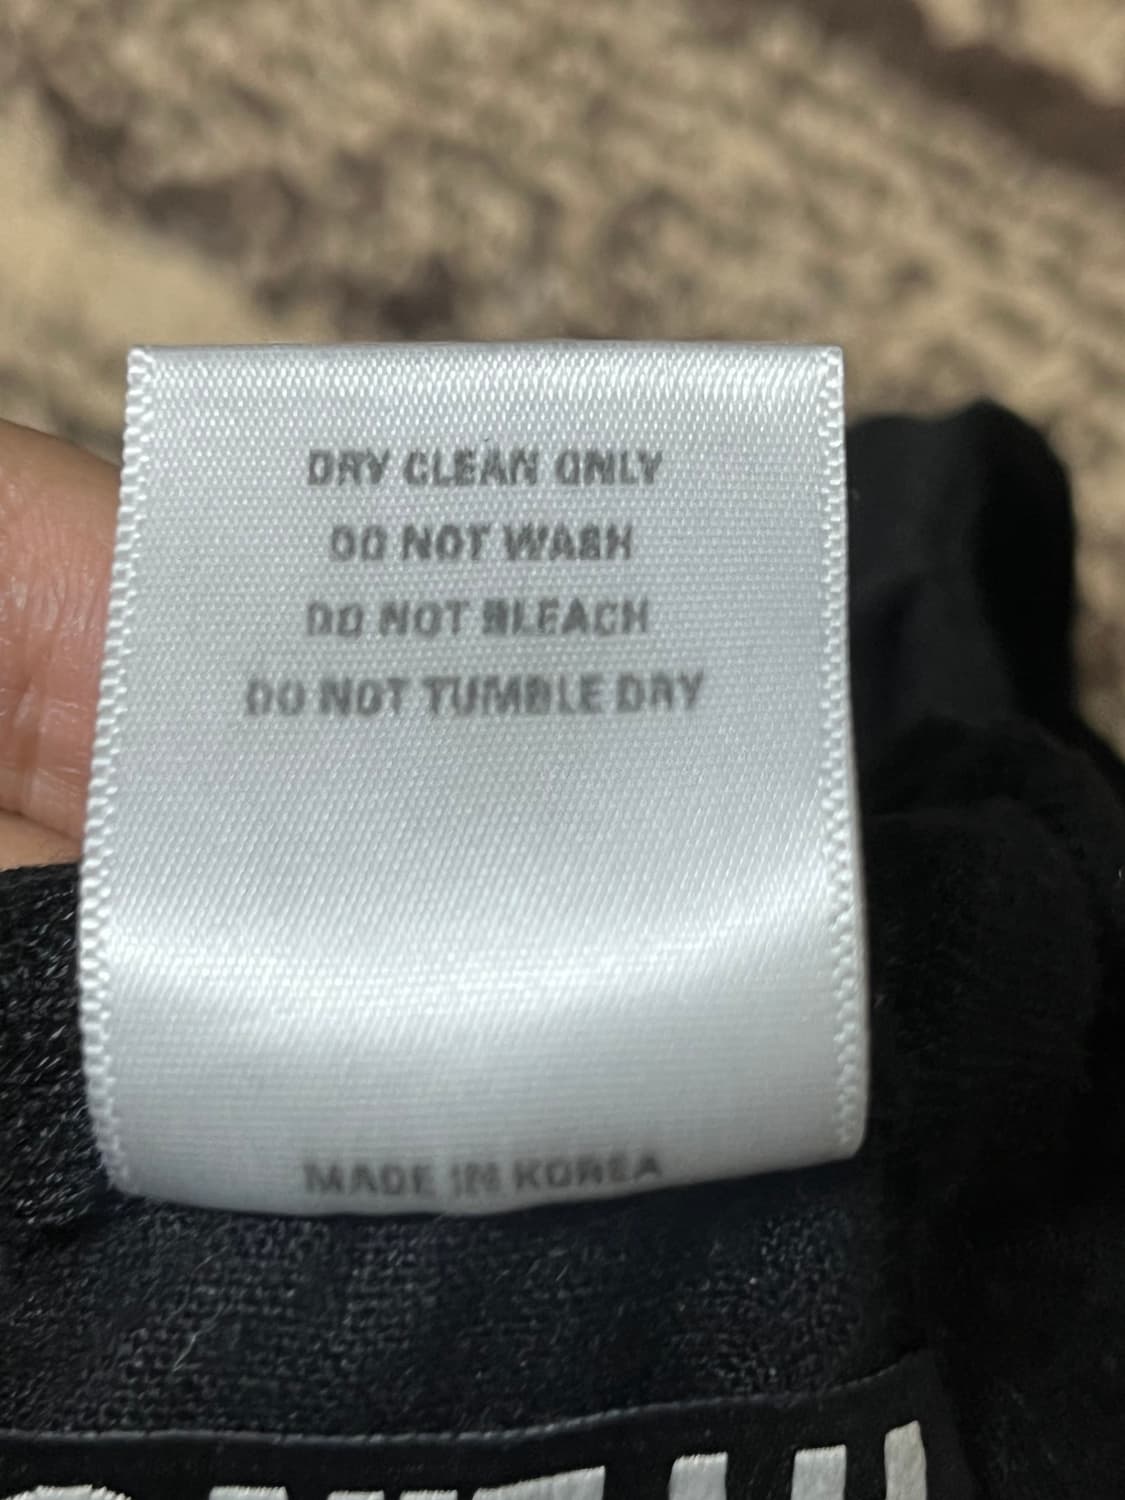 DRY CLEAN ONLY
DO NOT WASH
DO NOT BLEACH
DO NOT TUMBLE DRY
MADE IN KOREA